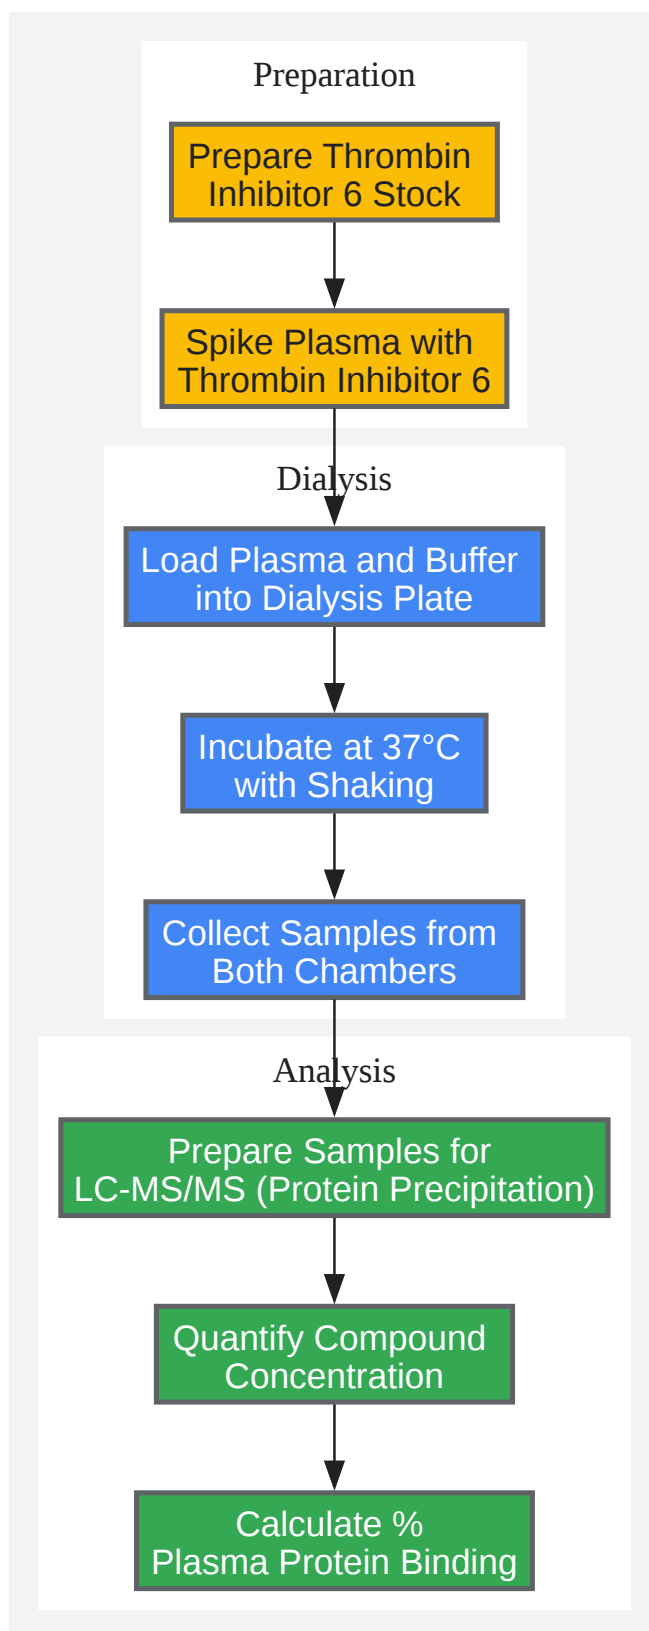 Preparation
Prepare Thrombin
Inhibitor 6 Stock
Spike Plasma with
Thrombin Inhibitor 6
Dialysis
Load Plasma and Buffer
into Dialysis Plate
Incubate at 37°C
with Shaking
Collect Samples from
Both Chambers
Analysis
Prepare Samples for
LC-MS/MS (Protein Precipitation)
Quantify Compound
Concentration
Calculate %
Plasma Protein Binding